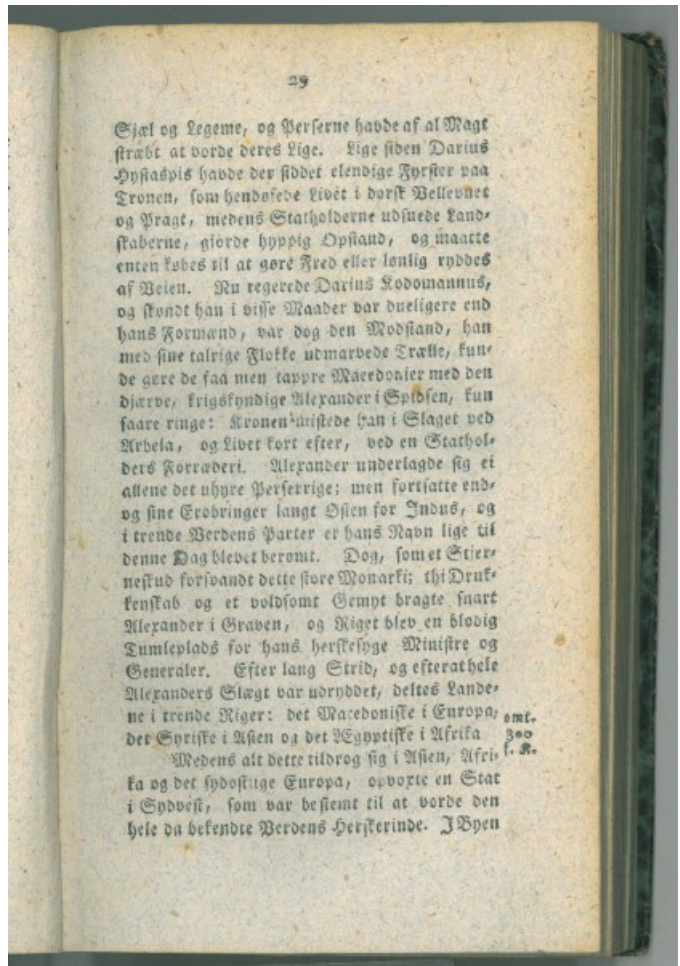 29
Sjæl og Legeme, og Perserne havde af al Magt
stræbt at vorde deres Lige. Lige siden Darius
Hystaspis havde der siddet elendige Fyrster paa
Tronen, som hendøsede Livet i dorsk Vellevnet
og Pragt, medens Statholderne udsuede Land-
skaberne, giorde hyppig Opstand, og maatte
enten købes til at gøre Fred eller lønlig ryddes
af Veien. Nu regerede Darius Kodomannus,
og skøndt han i visse Maader var dueligere end
hans Formænd, var dog den Modstand, han
med sine talrige Flokke udmarvede Trælle, kun-
de gøre de faa men tappre Macedonier med den
djærve, krigskyndige Alexander i Spidsen, kun
saare ringe: Kronen mistede han i Slaget ved
Arbela, og Livet kort efter, ved en Stathol-
ders Forræderi. Alexander underlagde sig ei
allene det uhyre Perserrige; men fortsatte end-
og sine Erobringer langt Østen for Indus, og
i trende Verdens Parter er hans Navn lige til
denne Dag blevet berømt. Dog, som et Stjer-
neskud forsvandt dette store Monarki; thi Druk-
kenskab og et voldsomt Gemyt bragte snart
Alexander i Graven, og Riget blev en blodig
Tumleplads for hans herskesyge Ministre og
Generaler. Efter lang Strid, og efterat hele
Alexanders Slægt var udryddet, deltes Lande-
ne i trende Riger: det Macedoniske i Europa,
det Syriske i Asien og det Ægyptiske i Afrika
omt.
300
f. K.
Medens alt dette tildrog sig i Asien, Afri-
ka og det sydøstlige Europa, opvoxte en Stat
i Sydvest, som var bestemt til at vorde den
hele da bekendte Verdens Herskerinde. I Byen